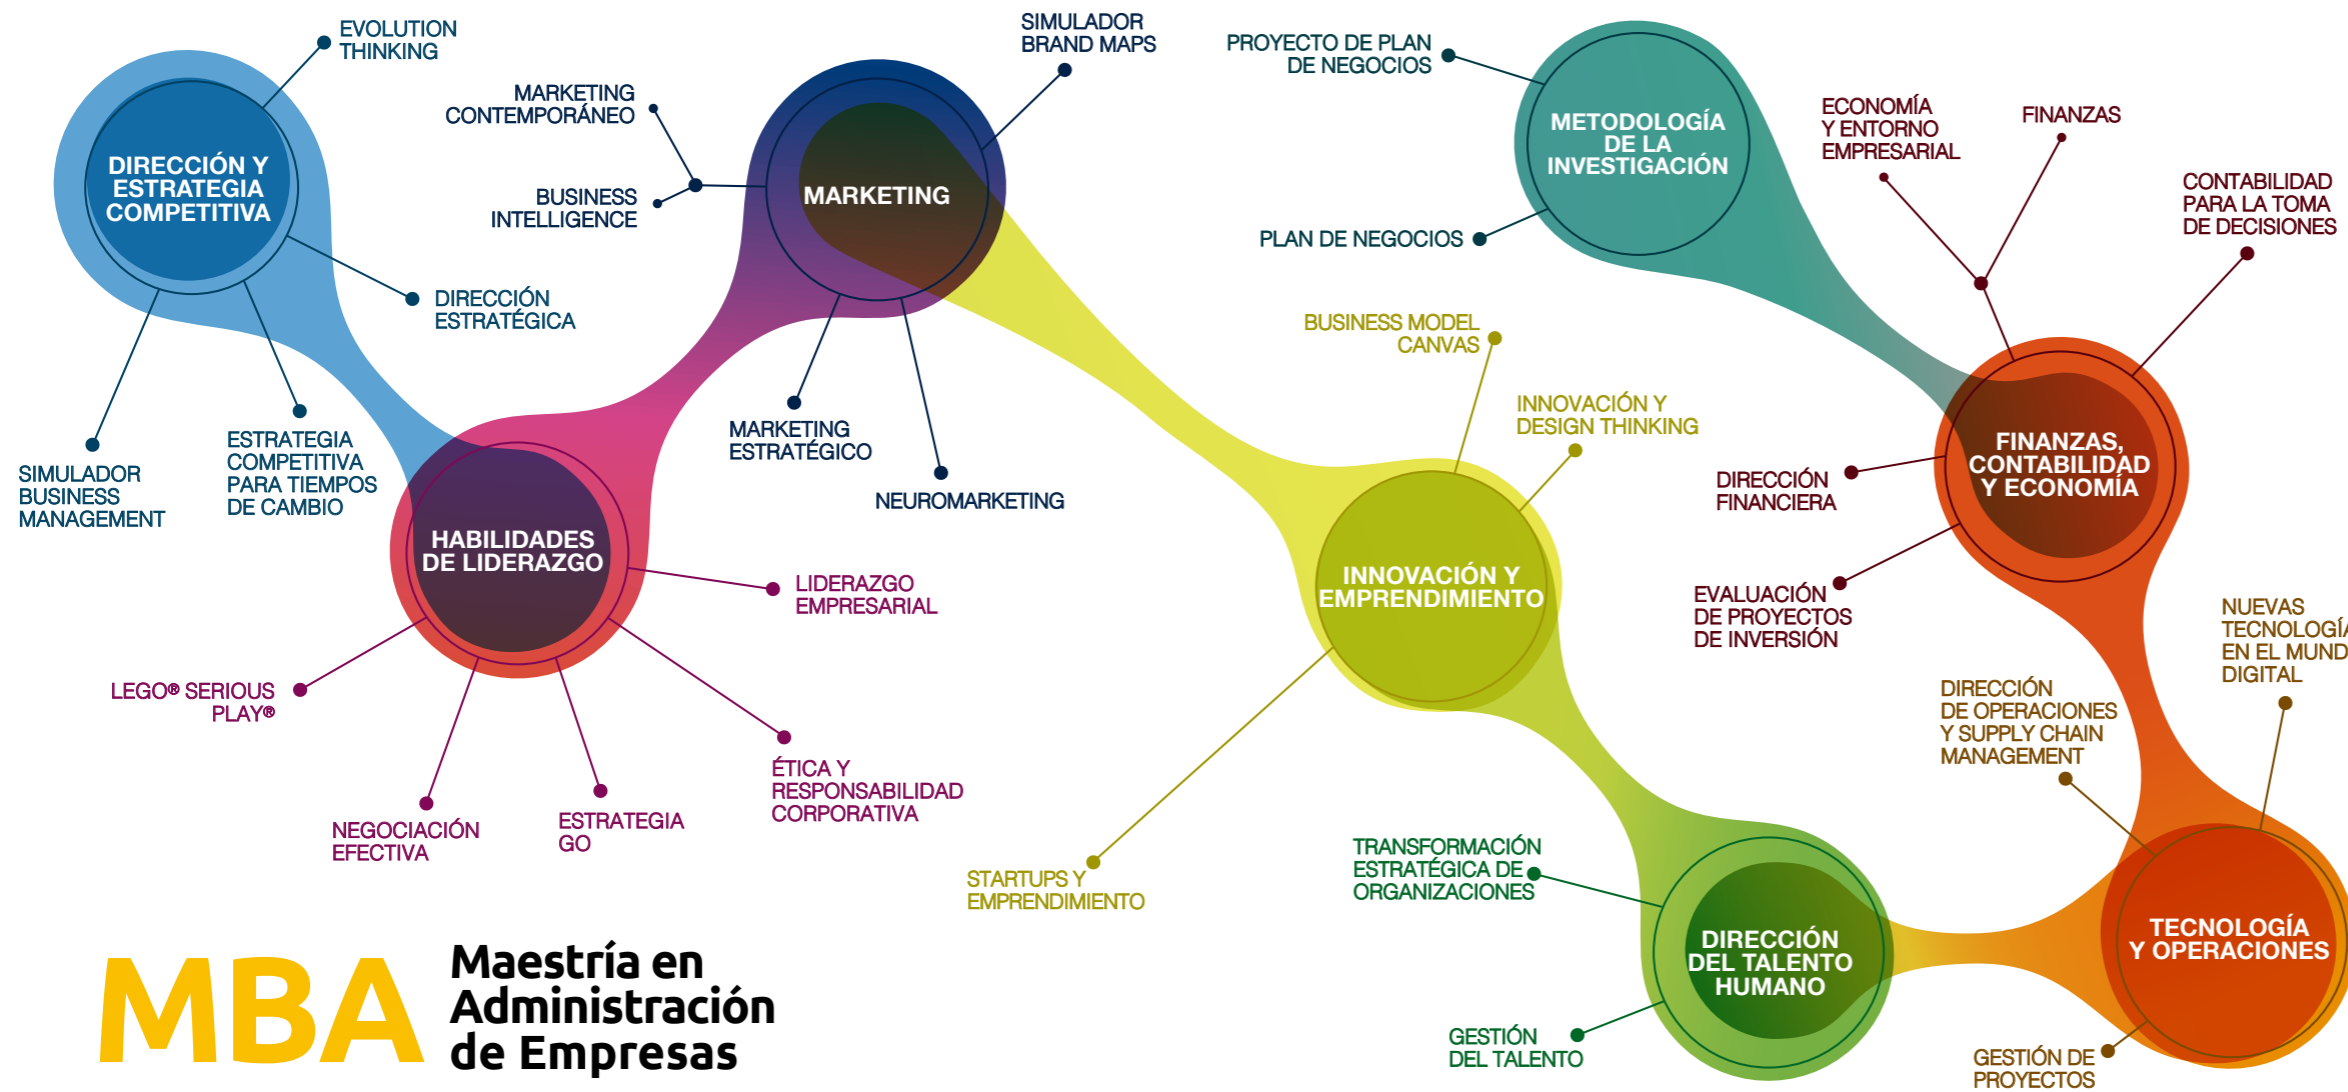 EVOLUTION
THINKING
DIRECCIÓN Y
ESTRATEGIA
COMPETITIVA
DIRECCIÓN
ESTRATÉGICA
ESTRATEGIA
COMPETITIVA
PARA TIEMPOS
DE CAMBIO
SIMULADOR
BUSINESS
MANAGEMENT
HABILIDADES
DE LIDERAZGO
LIDERAZGO
EMPRESARIAL
LEGO® SERIOUS
PLAY®
NEGOCIACIÓN
EFECTIVA
ESTRATEGIA
GO
ÉTICA Y
RESPONSABILIDAD
CORPORATIVA
SIMULADOR
BRAND MAPS
MARKETING
CONTEMPORÁNEO
BUSINESS
INTELLIGENCE
MARKETING
MARKETING
ESTRATÉGICO
NEUROMARKETING
BUSINESS MODEL
CANVAS
INNOVACIÓN Y
DESIGN THINKING
INNOVACIÓN Y
EMPRENDIMIENTO
STARTUPS Y
EMPRENDIMIENTO
TRANSFORMACIÓN
ESTRATÉGICA DE
ORGANIZACIONES
DIRECCIÓN
DEL TALENTO
HUMANO
GESTIÓN
DEL TALENTO
PROYECTO DE PLAN
DE NEGOCIOS
METODOLOGÍA
DE LA
INVESTIGACIÓN
PLAN DE NEGOCIOS
ECONOMÍA
Y ENTORNO
EMPRESARIAL
FINANZAS
CONTABILIDAD
PARA LA TOMA
DE DECISIONES
FINANZAS,
CONTABILIDAD
Y ECONOMÍA
DIRECCIÓN
FINANCIERA
EVALUACIÓN
DE PROYECTOS
DE INVERSIÓN
NUEVAS
TECNOLOGÍA
EN EL MUND
DIGITAL
DIRECCIÓN
DE OPERACIONES
Y SUPPLY CHAIN
MANAGEMENT
TECNOLOGÍA
Y OPERACIONES
GESTIÓN DE
PROYECTOS
MBA
Maestría en
Administración
de Empresas